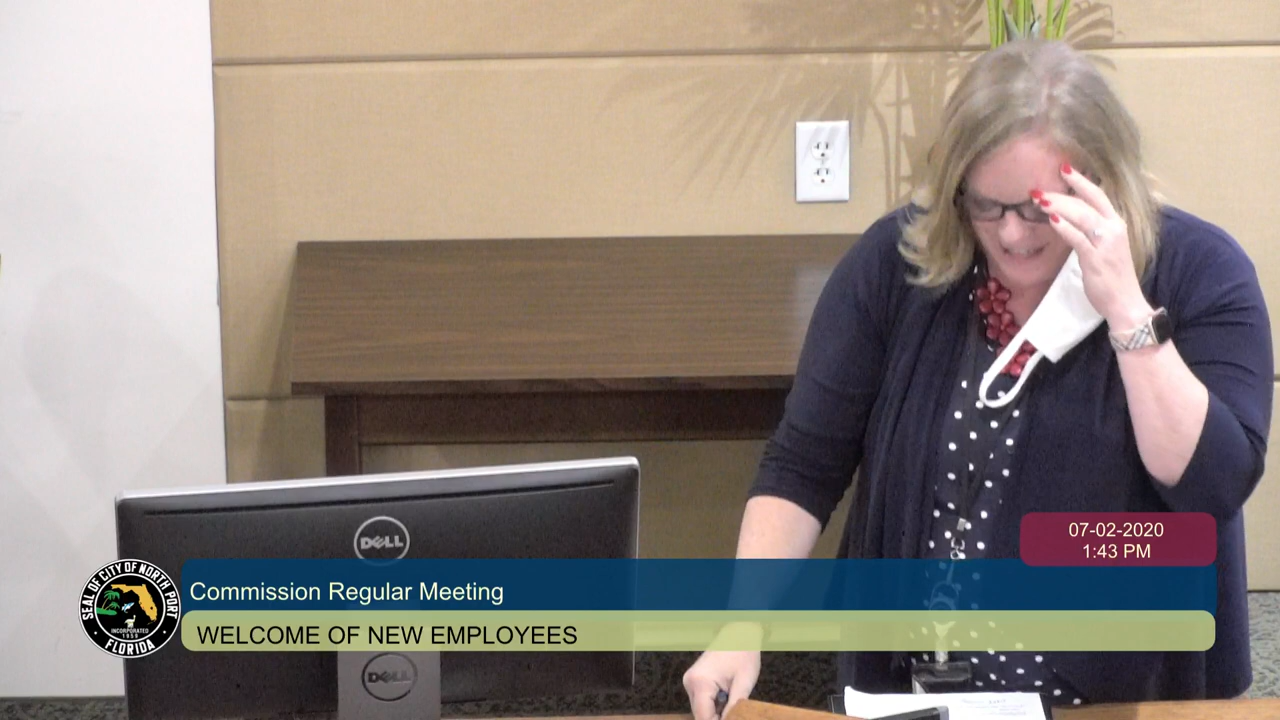 DELL
07-02-2020
1:43 PM
SEAL OF CITY OF NORTH PORT
INCORPORATED
1959
FLORIDA
Commission Regular Meeting
WELCOME OF NEW EMPLOYEES
DELL